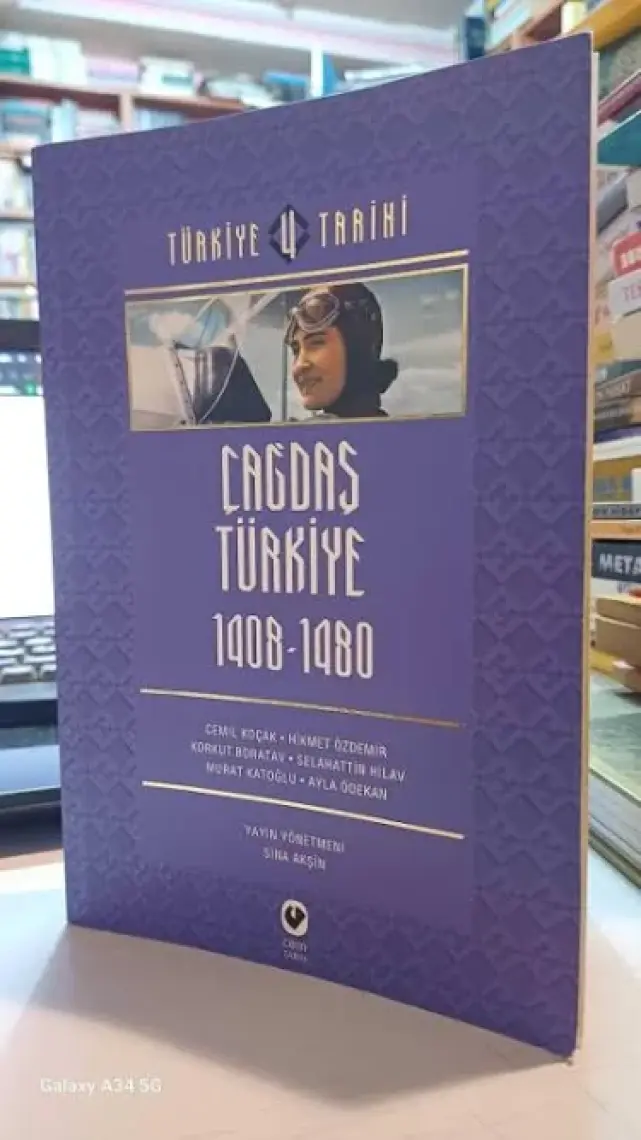 TÜRKİYE 4 TARİHİ
ÇAĞDAŞ
TÜRKİYE
1908-1980
CEMİL KOÇAK • HİKMET ÖZDEMİR
KORKUT BORATAV • SELAHATTİN HİLAV
MURAT KATOĞLU • AYLA ÖDEKAN
YAYIN YÖNETMENİ
SİNA AKŞİN
META
Galaxy A34 5G